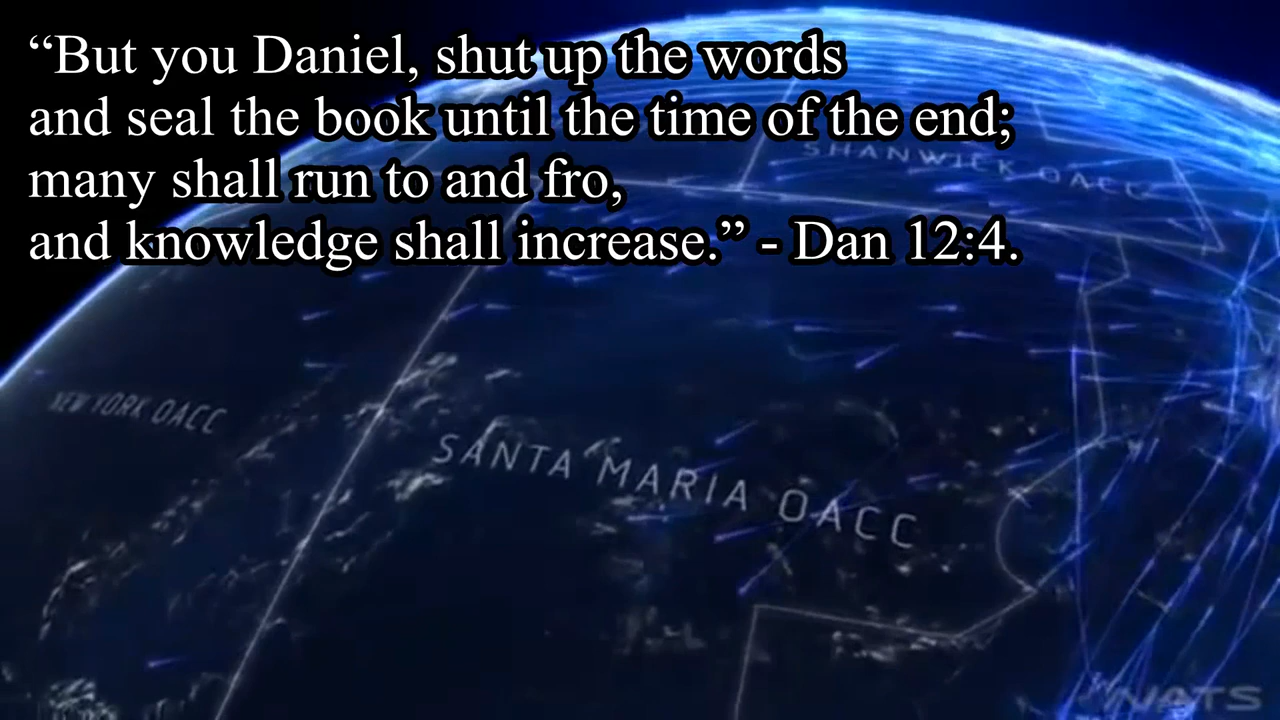 “But you Daniel, shut up the words
and seal the book until the time of the end;
many shall run to and fro,
and knowledge shall increase.” - Dan 12:4.
SHANWICK OACC
NEW YORK OACC
SANTA MARIA OACC
NATS